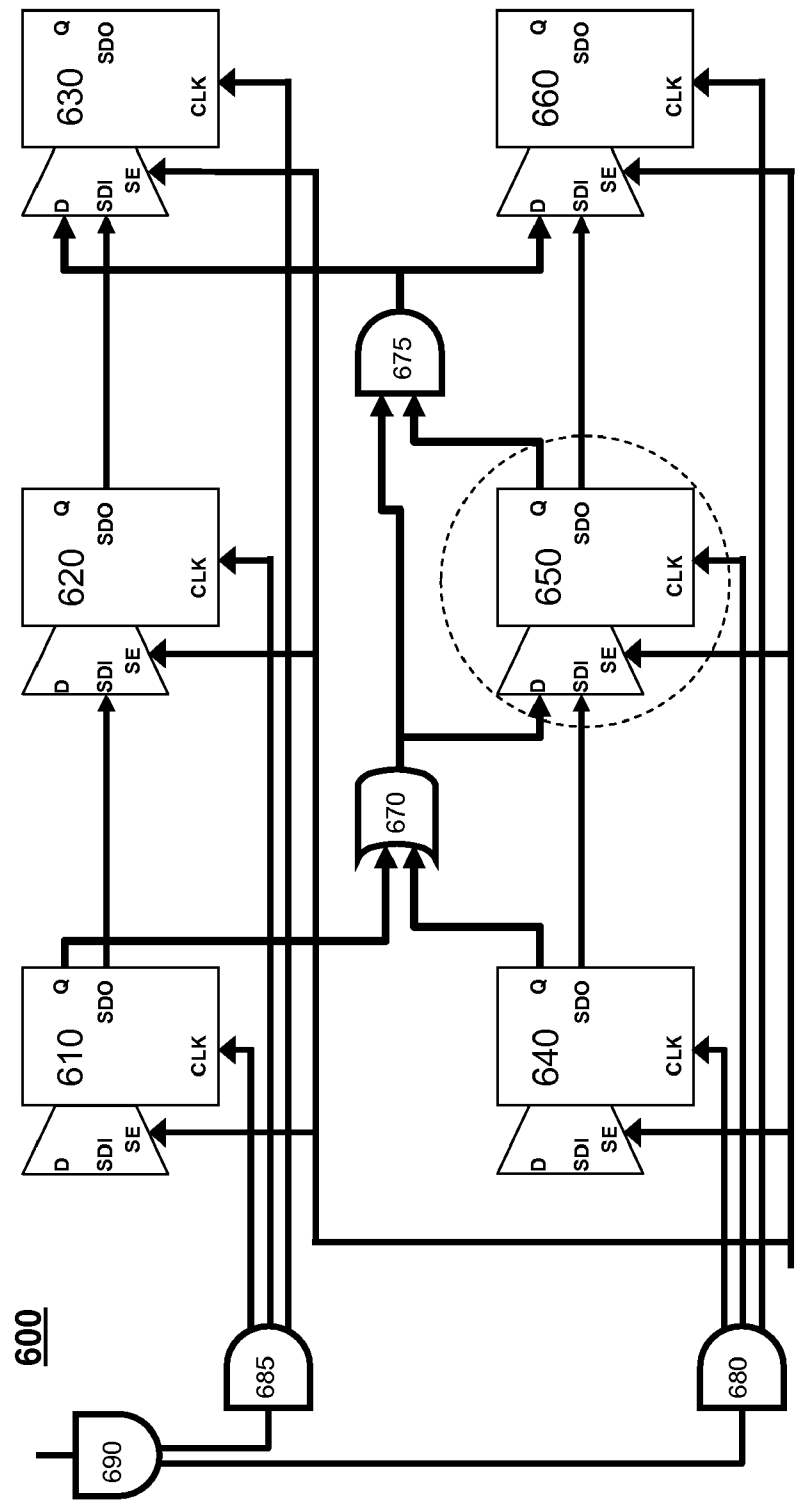 600
690
685
680
610
D
SDI
SE
Q
SDO
CLK
620
D
SDI
SE
Q
SDO
CLK
630
D
SDI
SE
Q
SDO
CLK
670
675
640
D
SDI
SE
Q
SDO
CLK
650
D
SDI
SE
Q
SDO
CLK
660
D
SDI
SE
Q
SDO
CLK